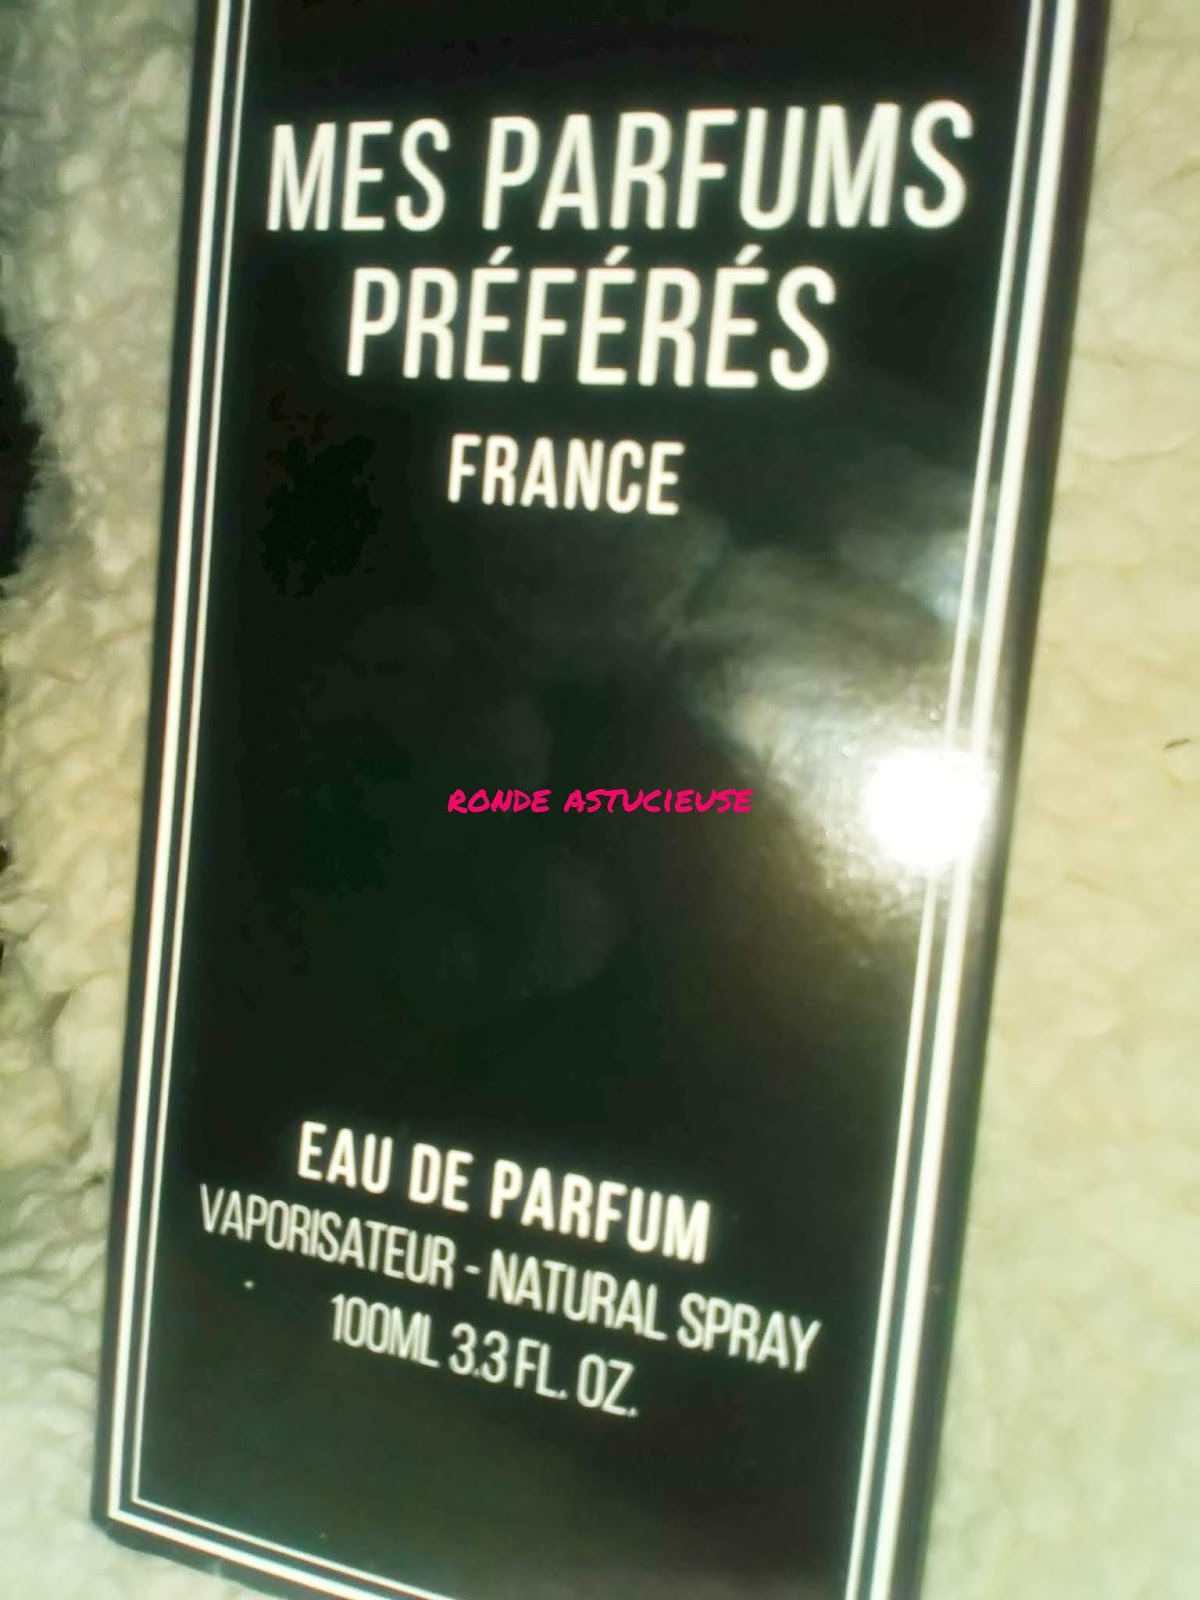 MES PARFUMS
PRÉFÉRÉS
FRANCE
RONDE ASTUCIEUSE
EAU DE PARFUM
VAPORISATEUR - NATURAL SPRAY
100ML 3.3 FL. OZ.